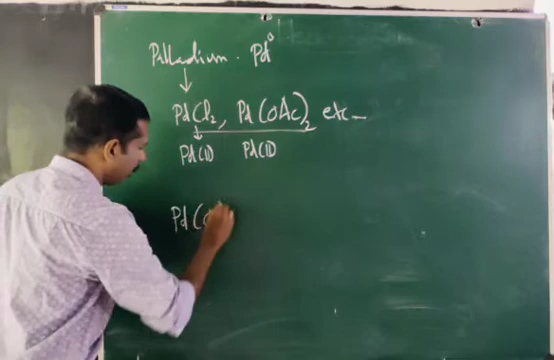 Palladium. Pd⁰
↓
PdCl₂, Pd(OAc)₂ etc-
↓
Pd(II) Pd(II)
Pd(O